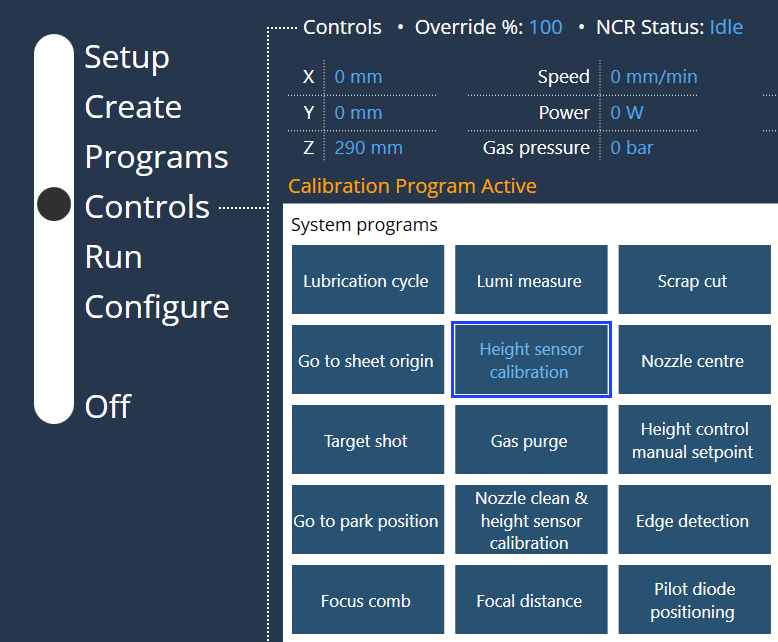 Setup
Create
Programs
Controls
Run
Configure
Off
Controls • Override %: 100 • NCR Status: Idle
X 0 mm Speed 0 mm/min
Y 0 mm Power 0 W
Z 290 mm Gas pressure 0 bar
Calibration Program Active
System programs
Lubrication cycle
Lumi measure
Scrap cut
Go to sheet origin
Height sensor
calibration
Nozzle centre
Target shot
Gas purge
Height control
manual setpoint
Go to park position
Nozzle clean &
height sensor
calibration
Edge detection
Focus comb
Focal distance
Pilot diode
positioning